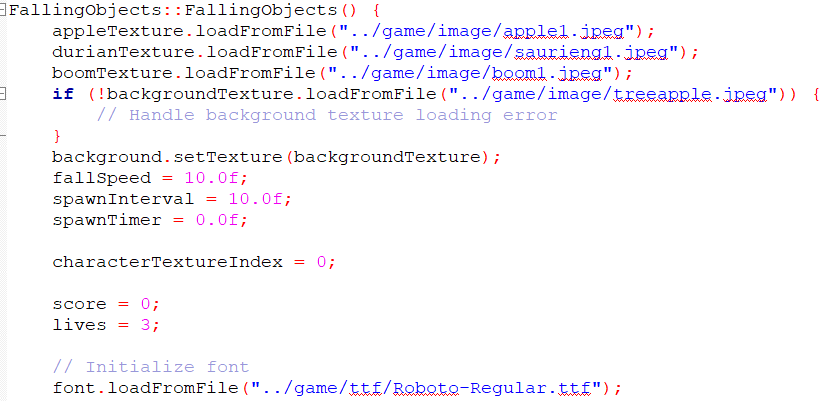 FallingObjects::FallingObjects() {
    appleTexture.loadFromFile("../game/image/apple1.jpeg");
    durianTexture.loadFromFile("../game/image/saurieng1.jpeg");
    boomTexture.loadFromFile("../game/image/boom1.jpeg");
    if (!backgroundTexture.loadFromFile("../game/image/treeapple.jpeg")) {
        // Handle background texture loading error
    }
    background.setTexture(backgroundTexture);
    fallSpeed = 10.0f;
    spawnInterval = 10.0f;
    spawnTimer = 0.0f;

    characterTextureIndex = 0;

    score = 0;
    lives = 3;

    // Initialize font
    font.loadFromFile("../game/ttf/Roboto-Regular.ttf");